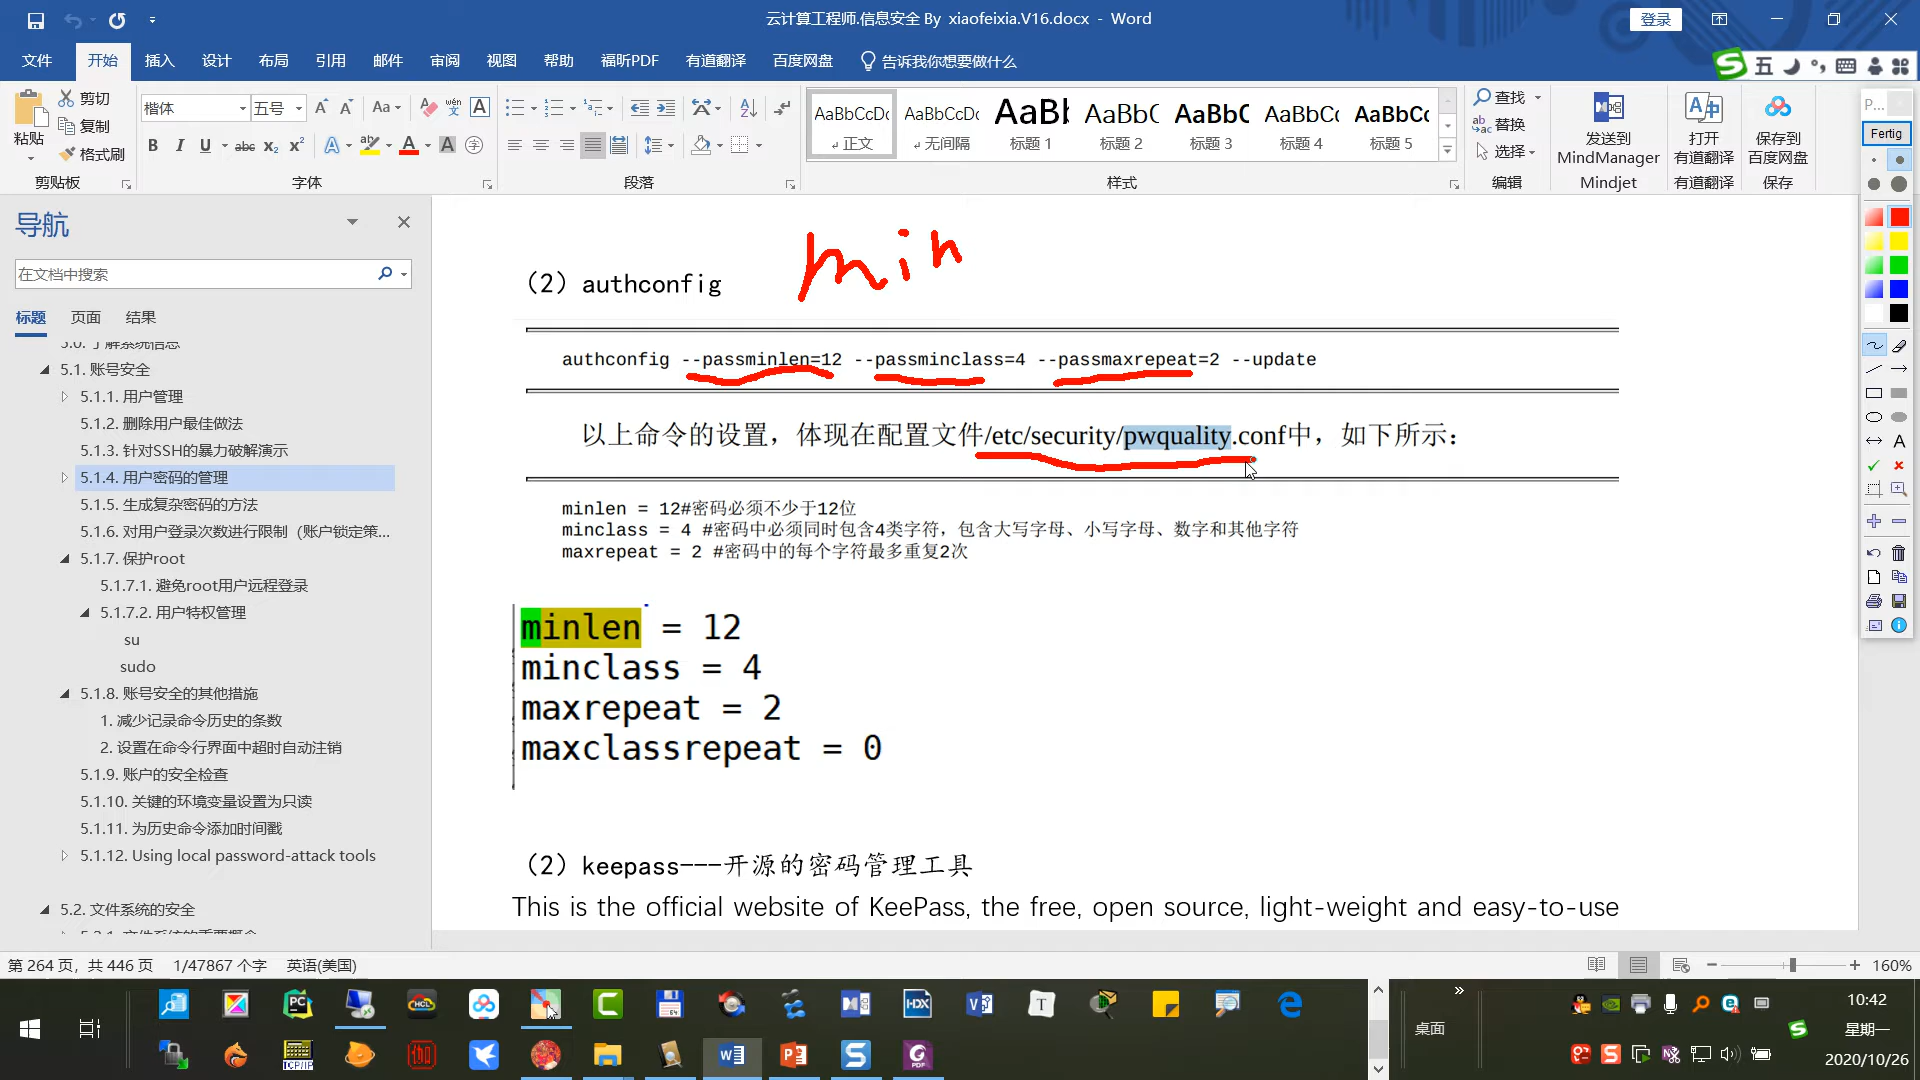 云计算工程师.信息安全 By xiaofeixia.V16.docx - Word
登录
文件 开始 插入 设计 布局 引用 邮件 审阅 视图 帮助 福昕PDF 有道翻译 百度网盘 告诉我你想要做什么
五
粘贴
剪切
复制
格式刷
剪贴板
楷体 五号
字体
段落
AaBbCcDc AaBbCcDc AaBb AaBbC AaBbC AaBbCc AaBbCc
正文 无间隔 标题 1 标题 2 标题 3 标题 4 标题 5
样式
查找
替换
选择
编辑
发送到
MindManager
Mindjet
打开
有道翻译
有道翻译
保存到
百度网盘
保存
P...
Fertig
导航
在文档中搜索
标题 页面 结果
5.0. 了解系统信息
5.1. 账号安全
5.1.1. 用户管理
5.1.2. 删除用户最佳做法
5.1.3. 针对SSH的暴力破解演示
5.1.4. 用户密码的管理
5.1.5. 生成复杂密码的方法
5.1.6. 对用户登录次数进行限制（账户锁定策...
5.1.7. 保护root
5.1.7.1. 避免root用户远程登录
5.1.7.2. 用户特权管理
su
sudo
5.1.8. 账号安全的其他措施
1. 减少记录命令历史的条数
2. 设置在命令行界面中超时自动注销
5.1.9. 账户的安全检查
5.1.10. 关键的环境变量设置为只读
5.1.11. 为历史命令添加时间戳
5.1.12. Using local password-attack tools
5.2. 文件系统的安全
min
（2）authconfig
authconfig --passminlen=12 --passminclass=4 --passmaxrepeat=2 --update
以上命令的设置，体现在配置文件/etc/security/pwquality.conf中，如下所示：
minlen = 12#密码必须不少于12位
minclass = 4 #密码中必须同时包含4类字符，包含大写字母、小写字母、数字和其他字符
maxrepeat = 2 #密码中的每个字符最多重复2次
minlen = 12
minclass = 4
maxrepeat = 2
maxclassrepeat = 0
（2）keepass---开源的密码管理工具
This is the official website of KeePass, the free, open source, light-weight and easy-to-use
第 264 页，共 446 页 1/47867 个字 英语(美国)
160%
桌面
10:42
星期一
2020/10/26